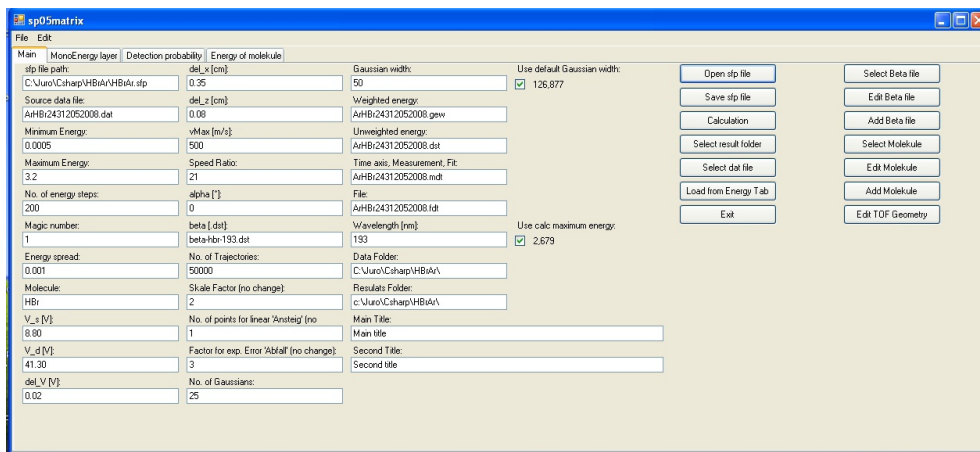 sp05matrix
File Edit
Main MonoEnergy layer Detection probability Energy of molekule
sfp file path: del_x [cm]: Gaussian width: Use default Gaussian width:
C:\Juro\Csharp\HBrAr\HBrAr.sfp 0.35 50 126,877 Open sfp file Select Beta file
Source data file: del_z [cm]: Weighted energy: Save sfp file Edit Beta file
ArHBr24312052008.dat 0.08 ArHBr24312052008.gew
Minimum Energy: vMax [m/s]: Unweighted energy: Calculation Add Beta file
0.0005 500 ArHBr24312052008.dst Select result folder Select Molekule
Maximum Energy: Speed Ratio: Time axis, Measurement, Fit:
3.2 21 ArHBr24312052008.mdt Select dat file Edit Molekule
No. of energy steps: alpha [°]: File: Load from Energy Tab Add Molekule
200 0 ArHBr24312052008.fdt
Magic number: beta [.dst]: Wavelength [nm]: Use calc maximum energy: Exit Edit TOF Geometry
1 beta-hbr-193.dst 193 2,679
Energy spread: No. of Trajectories: Data Folder:
0.001 50000 C:\Juro\Csharp\HBrAr\
Molecule: Skale Factor (no change): Resulats Folder:
HBr 2 c:\Juro\Csharp\HBrAr\
V_s [V]: No. of points for linear 'Ansteig' (no Main Title:
8.80 1 Main title
V_d [V]: Factor for exp. Error 'Abfall' (no change): Second Title:
41.30 3 Second title
del_V [V]: No. of Gaussians:
0.02 25